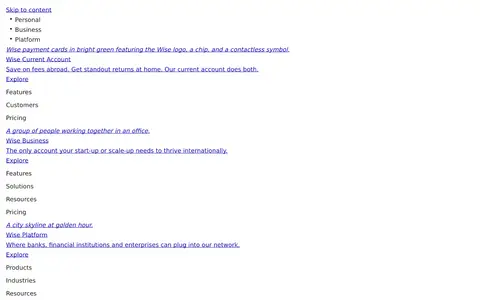 Skip to content
Personal
Business
Platform
Wise payment cards in bright green featuring the Wise logo, a chip, and a contactless symbol.
Wise Current Account
Save on fees abroad. Get standout returns at home. Our current account does both.
Explore
Features
Customers
Pricing
A group of people working together in an office.
Wise Business
The only account your start-up or scale-up needs to thrive internationally.
Explore
Features
Solutions
Resources
Pricing
A city skyline at golden hour.
Wise Platform
Where banks, financial institutions and enterprises can plug into our network.
Explore
Products
Industries
Resources